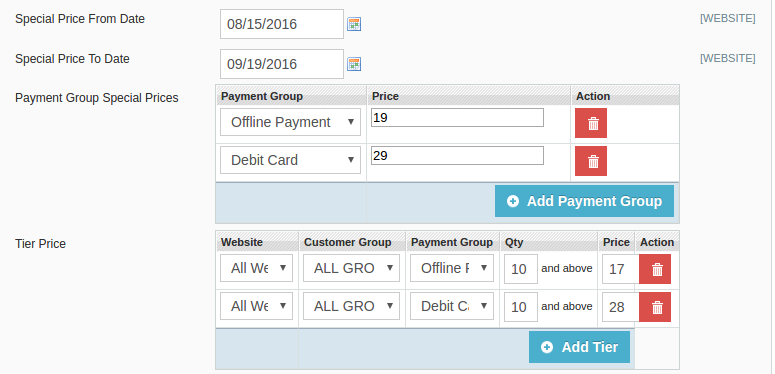 Special Price From Date 08/15/2016 [WEBSITE]
Special Price To Date 09/19/2016 [WEBSITE]
Payment Group Special Prices
Payment Group Price Action
Offline Payment 19
Debit Card 29
Add Payment Group
Tier Price
Website Customer Group Payment Group Qty Price Action
All We ALL GRO Offline F 10 and above 17
All We ALL GRO Debit Ca 10 and above 28
Add Tier